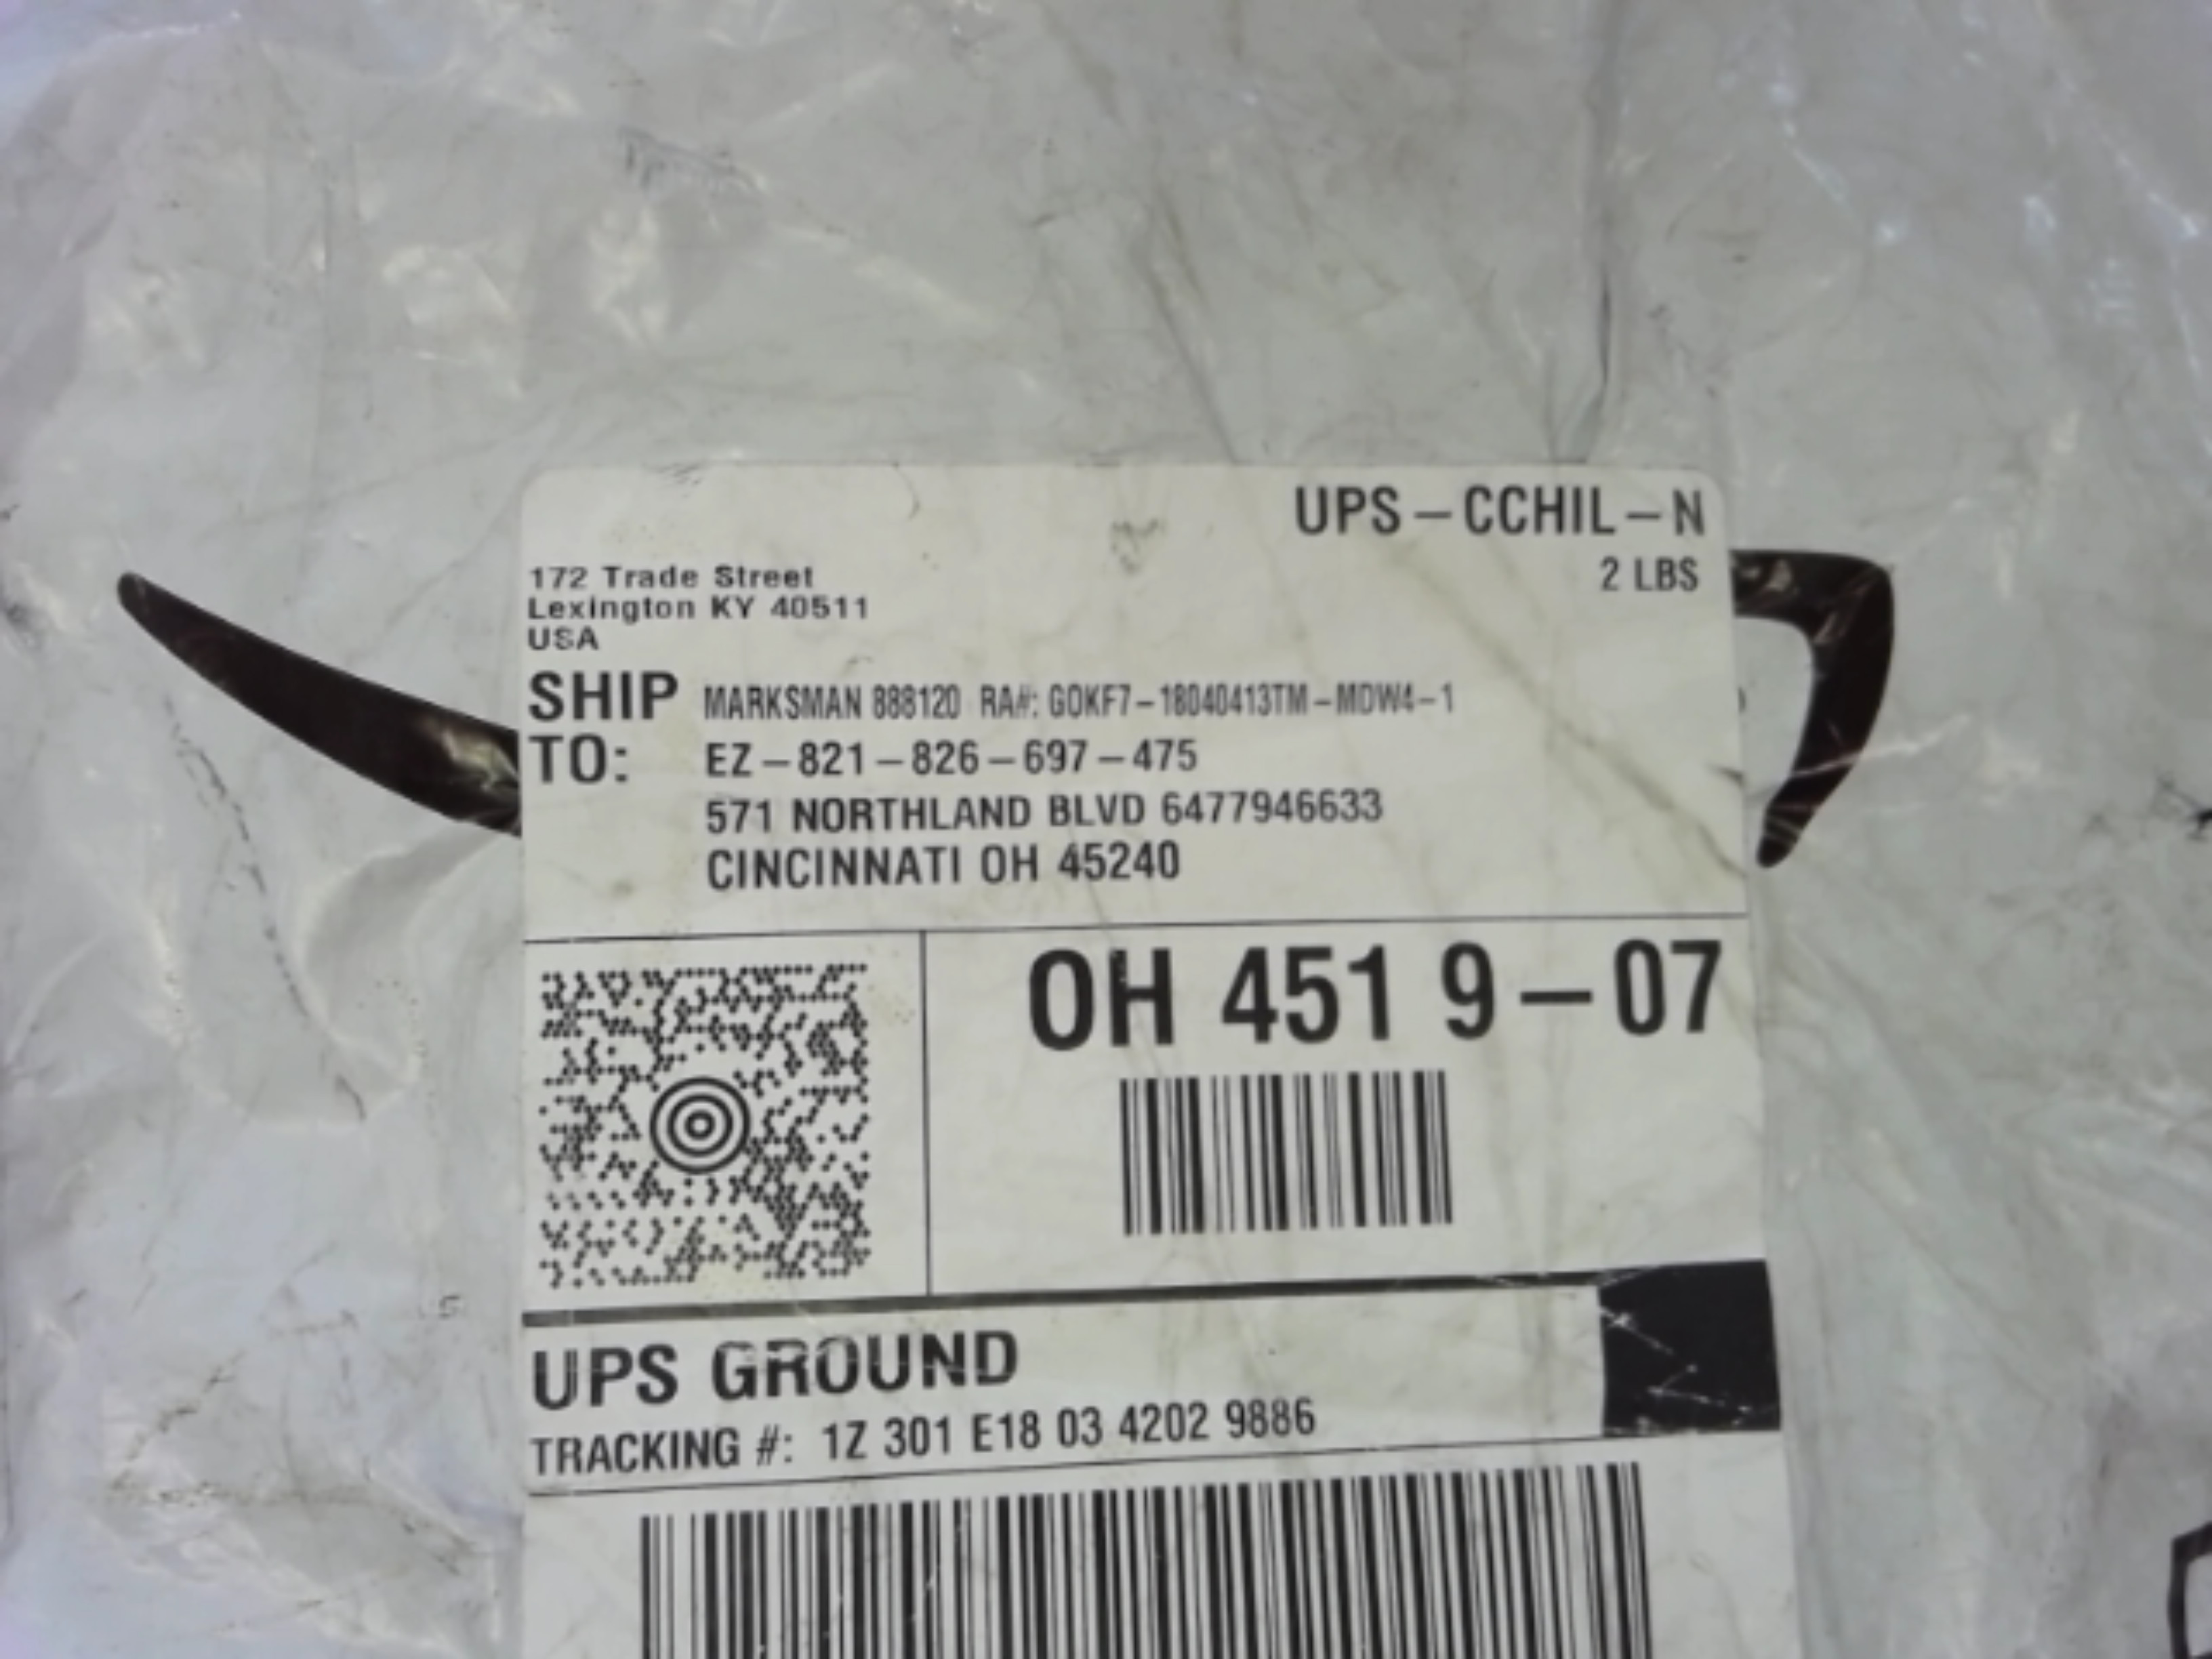 UPS-CCHIL-N
2 LBS
172 Trade Street
Lexington KY 40511
USA
SHIP TO: MARKSMAN 888120 RA#: GOKF7-18040413TM-MDW4-1
EZ-821-826-697-475
571 NORTHLAND BLVD 6477946633
CINCINNATI OH 45240
OH 451 9-07
UPS GROUND
TRACKING #: 1Z 301 E18 03 4202 9886